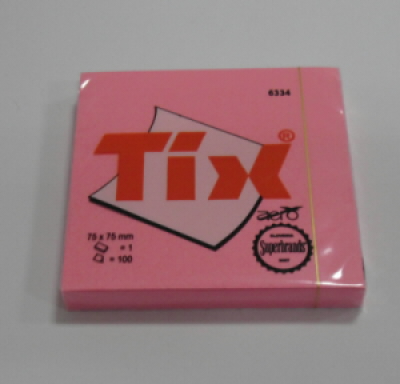 6334
Tix®
aero
75 x 75 mm
= 1
= 100
Superbrands